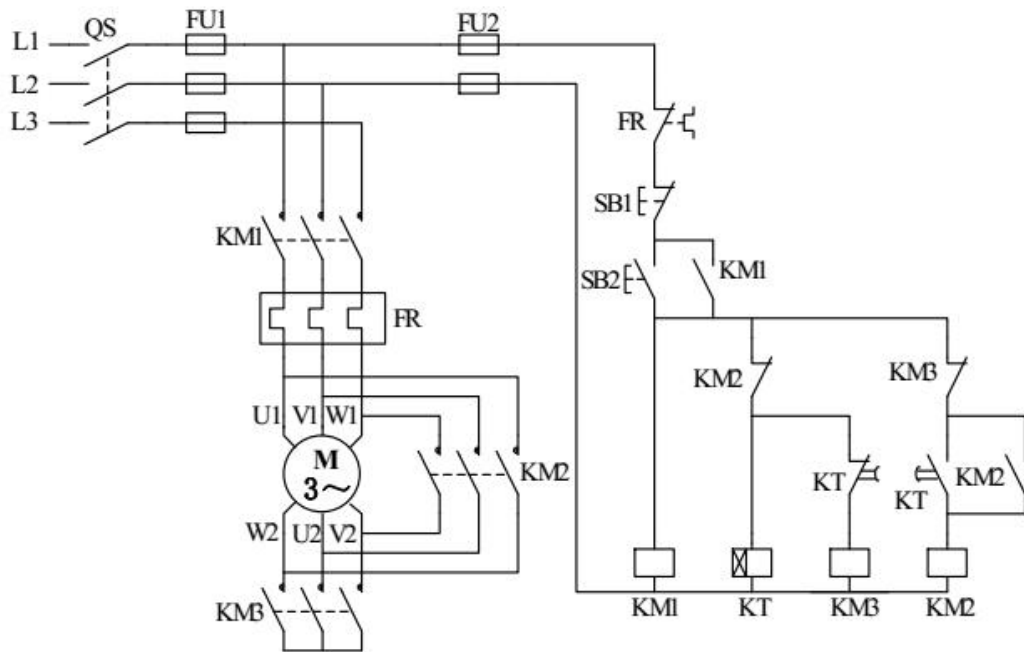 QS FU1 FU2
L1
L2
L3
FR
SB1
KM1
SB2 KM1
FR
KM2 KM3
U1 V1 W1
M
3~
KM2
KT KT KM2
W2 U2 V2
KM3
KM1 KT KM3 KM2